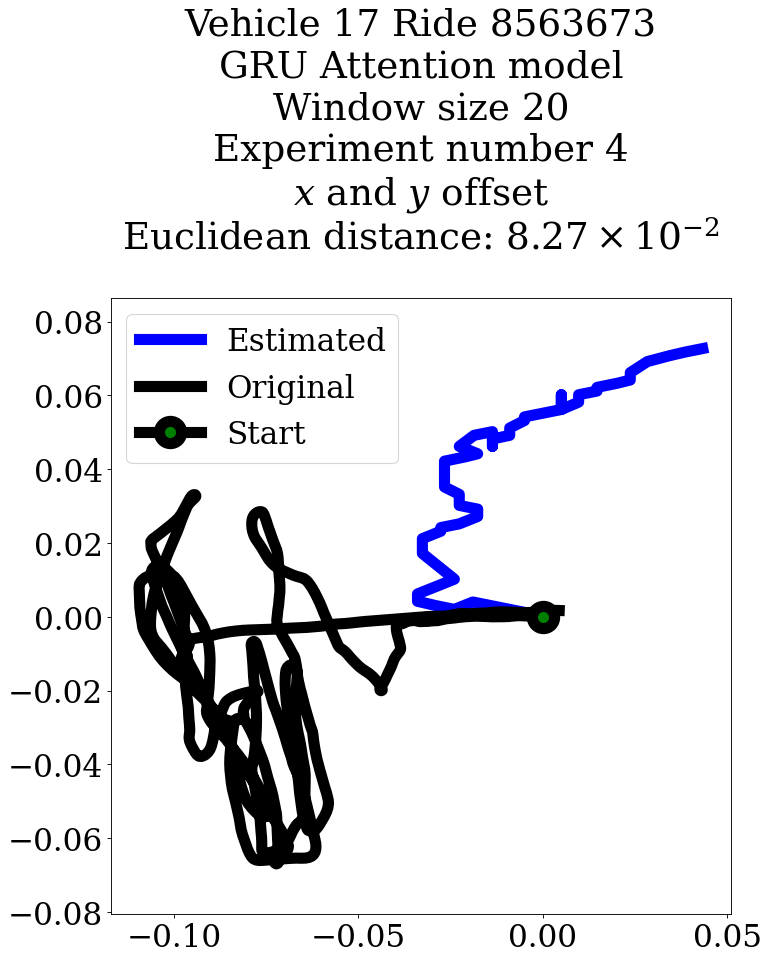 Vehicle 17 Ride 8563673
GRU Attention model
Window size 20
Experiment number 4
x and y offset
Euclidean distance: 8.27 × 10⁻²
Estimated
Original
Start
0.08
0.06
0.04
0.02
0.00
−0.02
−0.04
−0.06
−0.08
−0.10
−0.05
0.00
0.05